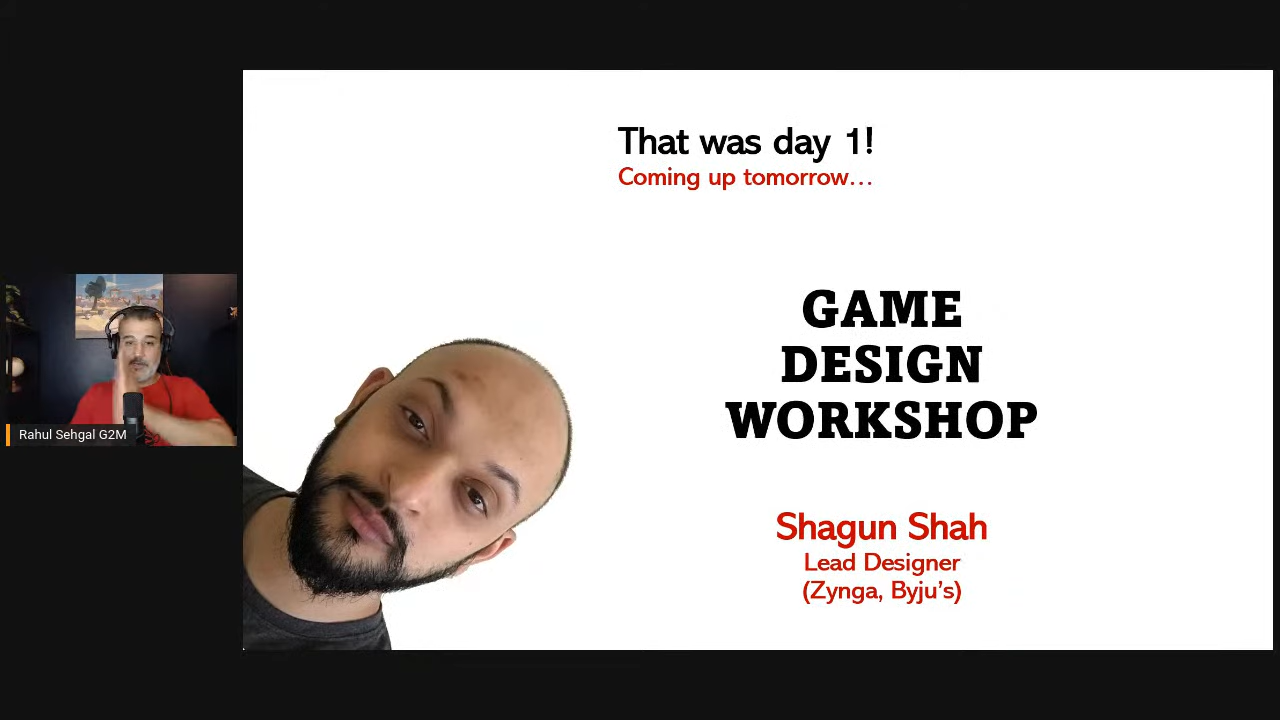 That was day 1!
Coming up tomorrow…
GAME
DESIGN
WORKSHOP
Shagun Shah
Lead Designer
(Zynga, Byju’s)
Rahul Sehgal G2M